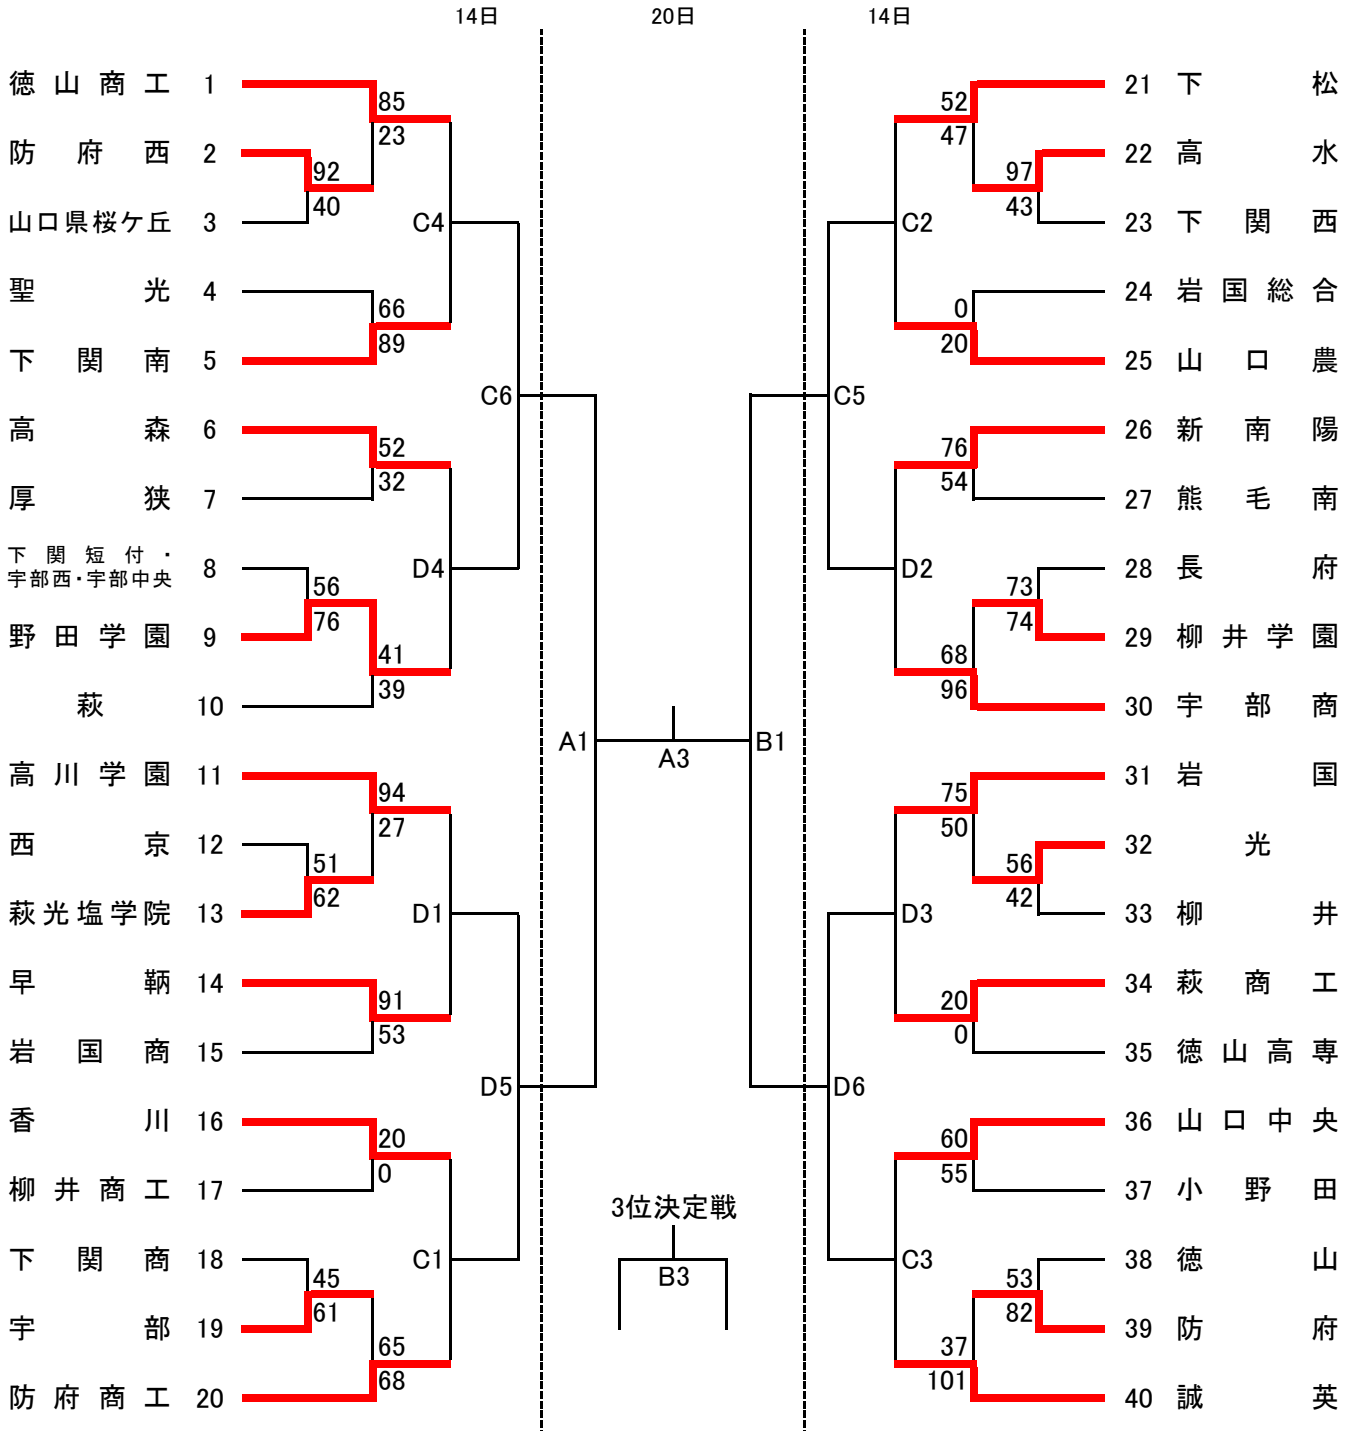 14日 20日 14日
徳山商工 1
85
23
防府西 2
92
40
山口県桜ケ丘 3
C4
聖光 4
66
89
下関南 5
C6
高森 6
52
32
厚狭 7
下関短付・
宇部西・宇部中央 8
56
76
D4
野田学園 9
41
39
萩 10
A1
高川学園 11
94
27
西京 12
51
62
萩光塩学院 13
D1
早鞆 14
91
53
岩国商 15
D5
香川 16
20
0
柳井商工 17
下関商 18
45
61
C1
宇部 19
65
68
防府商工 20
A3
3位決定戦
B3
21 下松
52
47
22 高水
97
43
23 下関西
C2
24 岩国総合
0
20
25 山口農
C5
26 新南陽
76
54
27 熊毛南
D2
28 長府
73
74
29 柳井学園
68
96
30 宇部商
B1
31 岩国
75
50
32 光
56
42
33 柳井
D3
34 萩商工
20
0
35 徳山高専
D6
36 山口中央
60
55
37 小野田
C3
38 徳山
53
82
39 防府
37
101
40 誠英